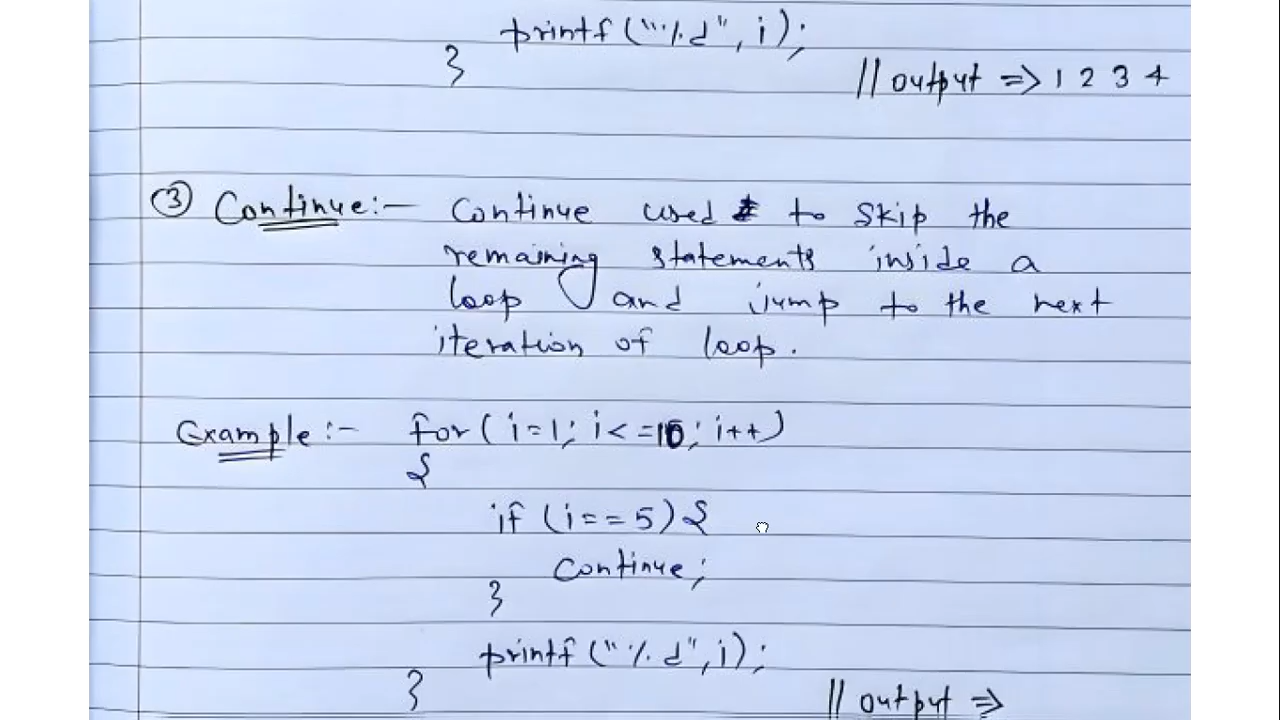 printf("%d", i);
}
// output => 1 2 3 4
③ Continue:- Continue used to skip the
remaining statements inside a
loop and jump to the next
iteration of loop.
Example:- for(i=1; i<=10; i++)
{
if (i==5){
Continue;
}
printf("%d", i);
}
// output =>